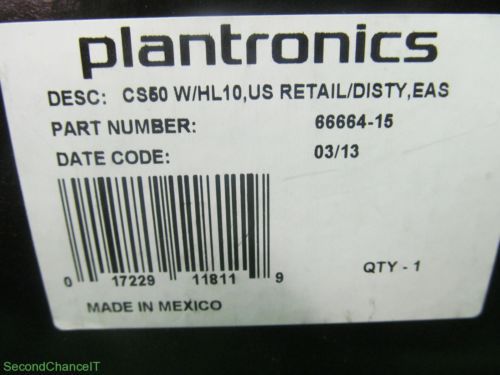 plantronics
DESC: CS50 W/HL10,US RETAIL/DISTY,EAS
PART NUMBER: 66664-15
DATE CODE: 03/13
0 17229 11811 9
QTY - 1
MADE IN MEXICO
SecondChanceIT